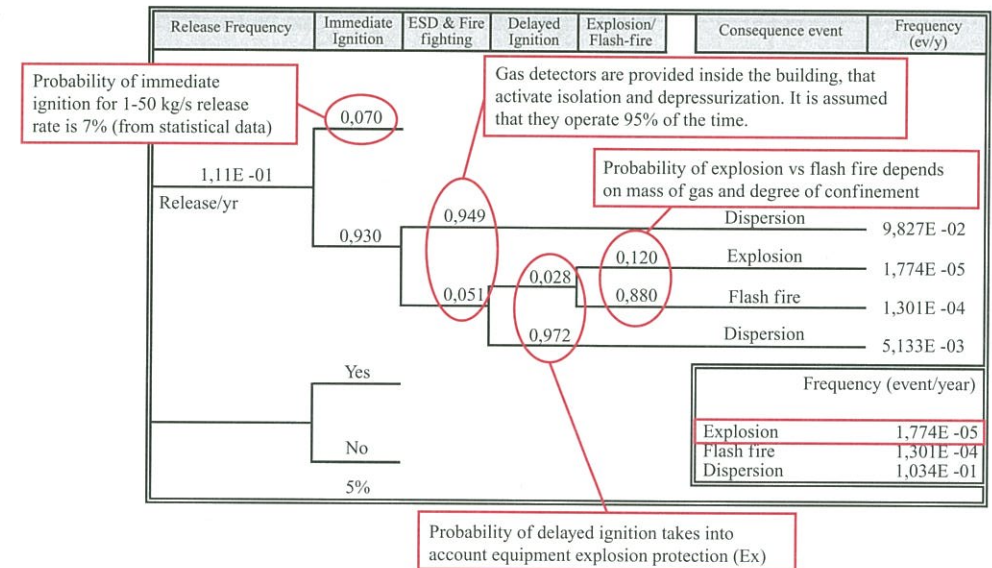 Release Frequency
Immediate
Ignition
ESD & Fire
fighting
Delayed
Ignition
Explosion/
Flash-fire
Consequence event
Frequency
(ev/y)
Probability of immediate
ignition for 1-50 kg/s release
rate is 7% (from statistical data)
Gas detectors are provided inside the building, that
activate isolation and depressurization. It is assumed
that they operate 95% of the time.
Probability of explosion vs flash fire depends
on mass of gas and degree of confinement
0,070
1,11E -01
Release/yr
0,930
0,949
Dispersion
9,827E -02
0,120
Explosion
1,774E -05
0,028
0,051
0,880
Flash fire
1,301E -04
0,972
Dispersion
5,133E -03
Yes
No
5%
Frequency (event/year)
Explosion 1,774E -05
Flash fire 1,301E -04
Dispersion 1,034E -01
Probability of delayed ignition takes into
account equipment explosion protection (Ex)